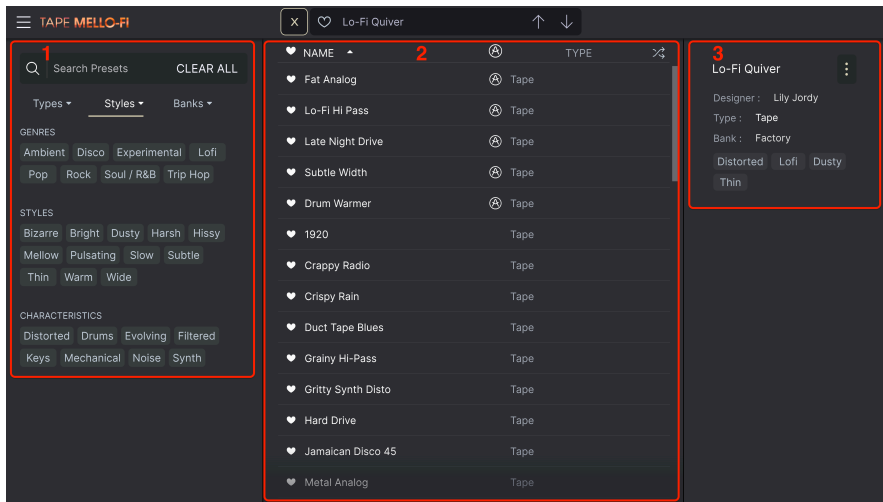 TAPE MELLO-FI
X Lo-Fi Quiver
1
Search Presets CLEAR ALL
Types Styles Banks
GENRES
Ambient Disco Experimental Lofi
Pop Rock Soul / R&B Trip Hop
STYLES
Bizarre Bright Dusty Harsh Hissy
Mellow Pulsating Slow Subtle
Thin Warm Wide
CHARACTERISTICS
Distorted Drums Evolving Filtered
Keys Mechanical Noise Synth
NAME 2 TYPE
Fat Analog Tape
Lo-Fi Hi Pass Tape
Late Night Drive Tape
Subtle Width Tape
Drum Warmer Tape
1920 Tape
Crappy Radio Tape
Crispy Rain Tape
Duct Tape Blues Tape
Grainy Hi-Pass Tape
Gritty Synth Disto Tape
Hard Drive Tape
Jamaican Disco 45 Tape
Metal Analog Tape
3
Lo-Fi Quiver
Designer : Lily Jordy
Type : Tape
Bank : Factory
Distorted Lofi Dusty
Thin